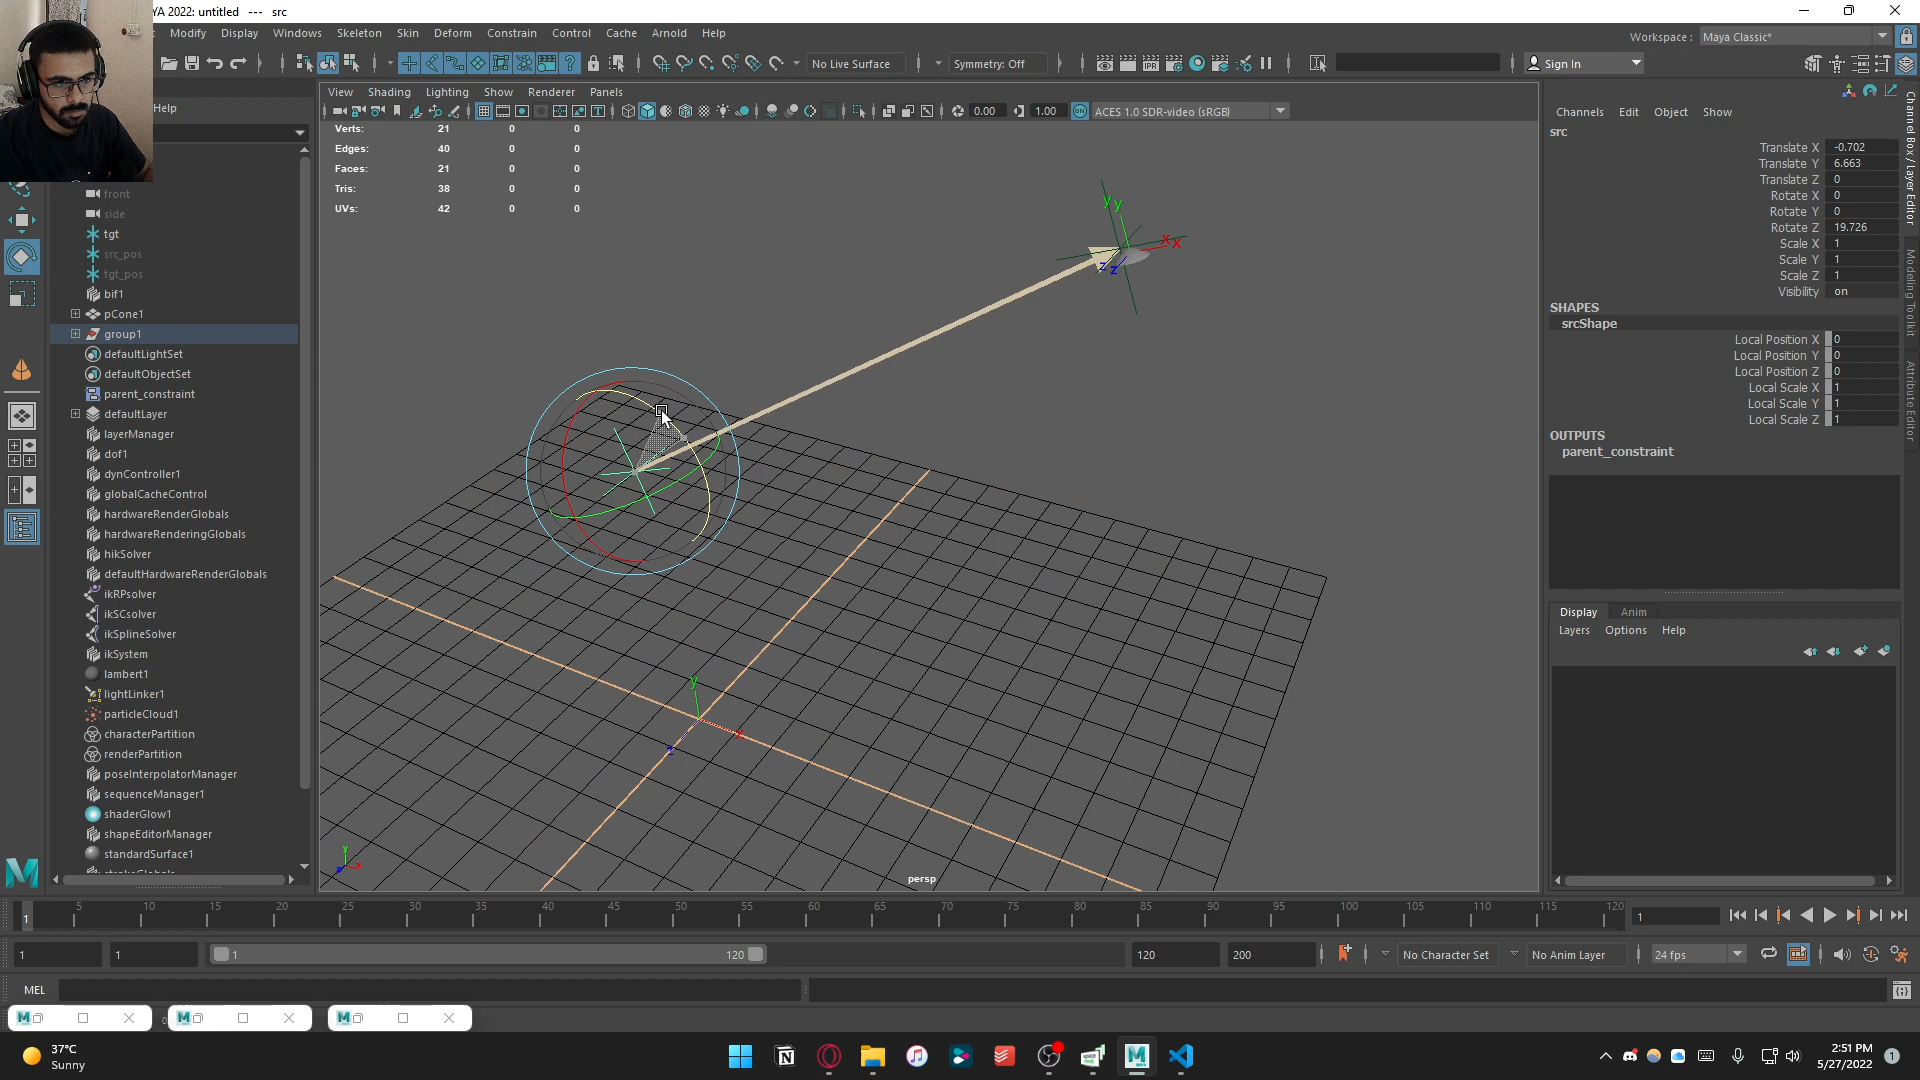 YA 2022: untitled --- src
Modify Display Windows Skeleton Skin Deform Constrain Control Cache Arnold Help
Workspace : Maya Classic*
No Live Surface
Symmetry: Off
Sign In
Help
View Shading Lighting Show Renderer Panels
0.00
1.00
ACES 1.0 SDR-video (sRGB)
Verts: 21 0 0
Edges: 40 0 0
Faces: 21 0 0
Tris: 38 0 0
UVs: 42 0 0
front
side
tgt
src_pos
tgt_pos
bif1
pCone1
group1
defaultLightSet
defaultObjectSet
parent_constraint
defaultLayer
layerManager
dof1
dynController1
globalCacheControl
hardwareRenderGlobals
hardwareRenderingGlobals
hikSolver
defaultHardwareRenderGlobals
ikRPsolver
ikSCsolver
ikSplineSolver
ikSystem
lambert1
lightLinker1
particleCloud1
characterPartition
renderPartition
poseInterpolatorManager
sequenceManager1
shaderGlow1
shapeEditorManager
standardSurface1
y y
x x
z z
y
x
z
y
x
z
persp
Channels Edit Object Show
src
Translate X -0.702
Translate Y 6.663
Translate Z 0
Rotate X 0
Rotate Y 0
Rotate Z 19.726
Scale X 1
Scale Y 1
Scale Z 1
Visibility on
SHAPES
srcShape
Local Position X 0
Local Position Y 0
Local Position Z 0
Local Scale X 1
Local Scale Y 1
Local Scale Z 1
OUTPUTS
parent_constraint
Display Anim
Layers Options Help
Channel Box / Layer Editor
Modeling Toolkit
Attribute Editor
1 5 10 15 20 25 30 35 40 45 50 55 60 65 70 75 80 85 90 95 100 105 110 115 120
1
1 1 1 120 120 200
No Character Set
No Anim Layer
24 fps
MEL
37°C
Sunny
2:51 PM
5/27/2022
1